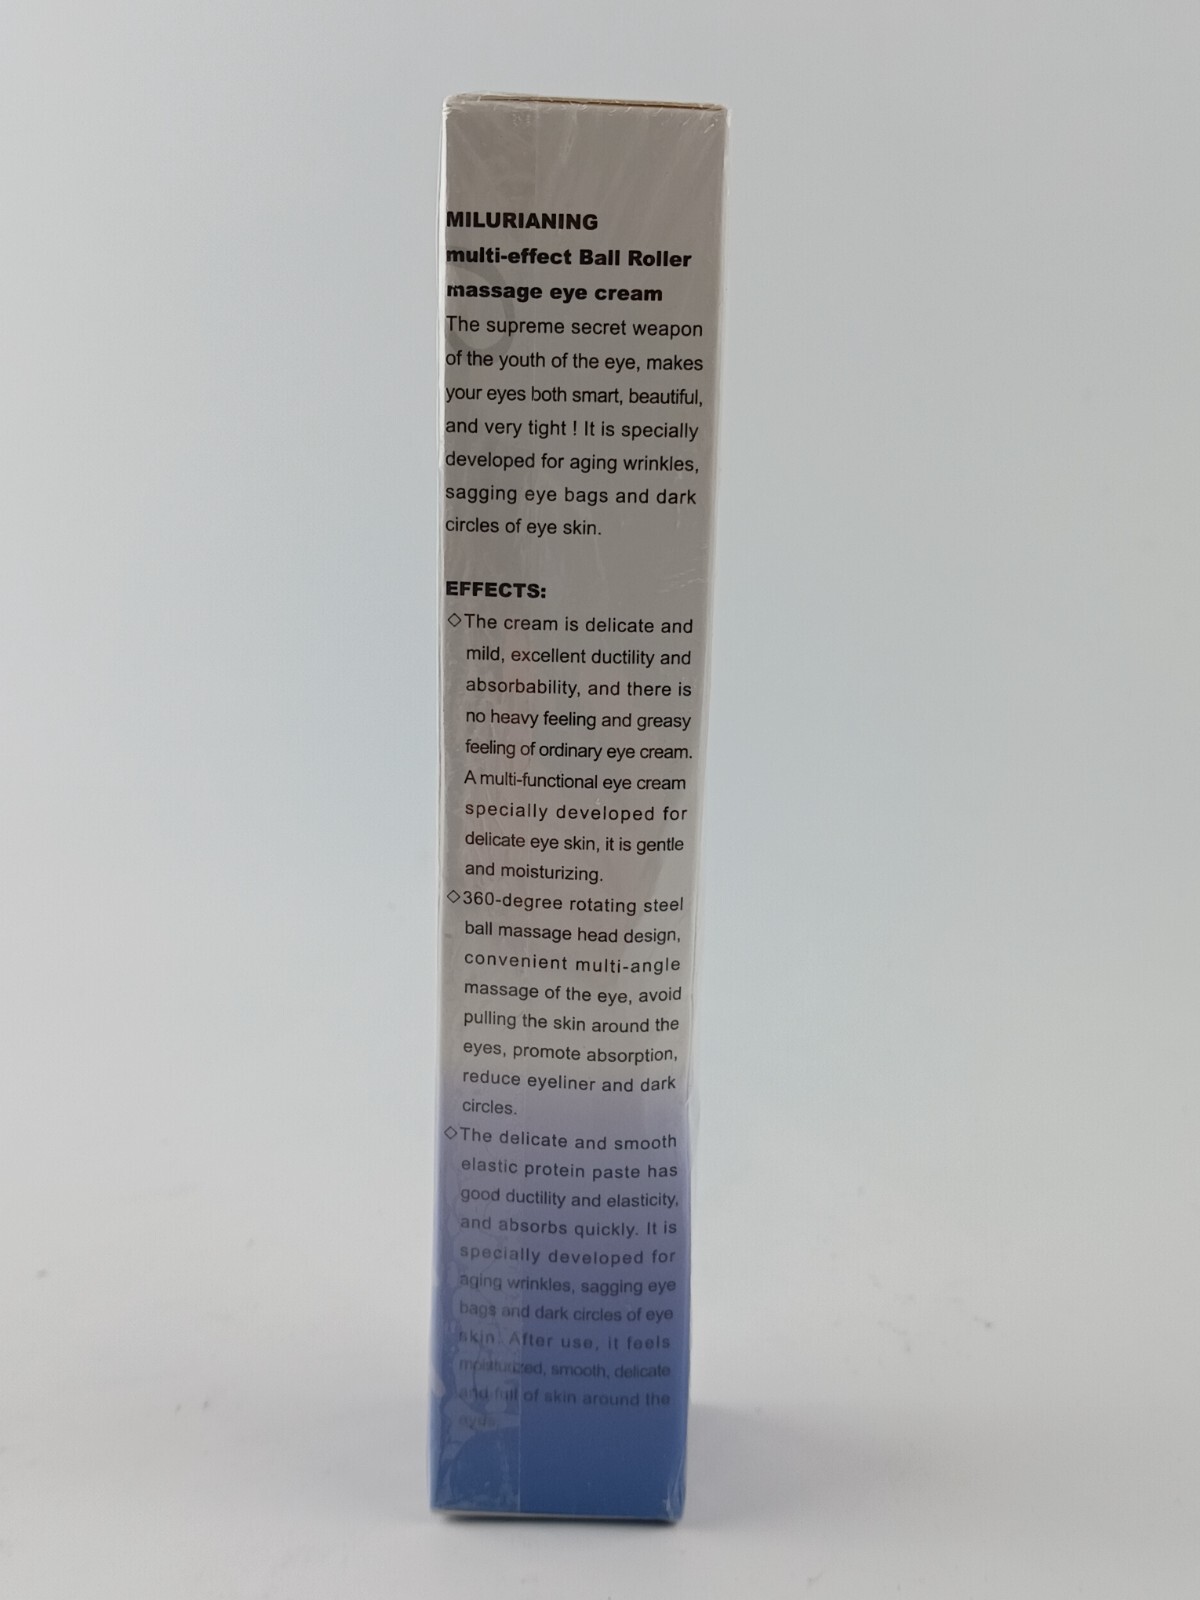 MILURIANING
multi-effect Ball Roller
massage eye cream
The supreme secret weapon
of the youth of the eye, makes
your eyes both smart, beautiful,
and very tight ! It is specially
developed for aging wrinkles,
sagging eye bags and dark
circles of eye skin.
EFFECTS:
◇The cream is delicate and
mild, excellent ductility and
absorbability, and there is
no heavy feeling and greasy
feeling of ordinary eye cream.
A multi-functional eye cream
specially developed for
delicate eye skin, it is gentle
and moisturizing.
◇360-degree rotating steel
ball massage head design,
convenient multi-angle
massage of the eye, avoid
pulling the skin around the
eyes, promote absorption,
reduce eyeliner and dark
circles.
◇The delicate and smooth
elastic protein paste has
good ductility and elasticity,
and absorbs quickly. It is
specially developed for
aging wrinkles, sagging eye
bags and dark circles of eye
skin. After use, it feels
moisturized, smooth, delicate
and full of skin around the
eyes.